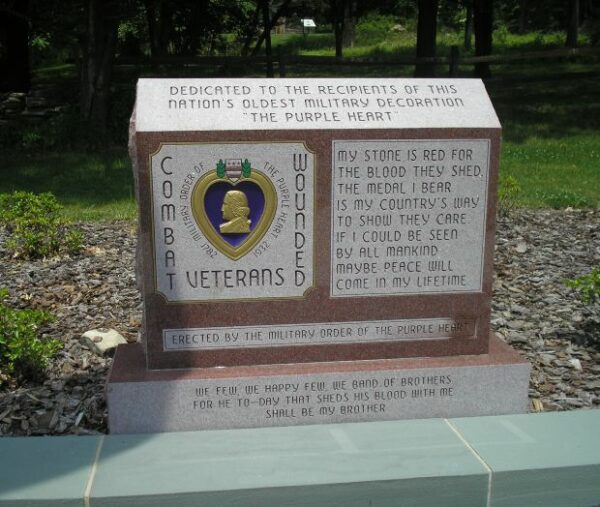 DEDICATED TO THE RECIPIENTS OF THIS
NATION'S OLDEST MILITARY DECORATION
"THE PURPLE HEART"
COMBAT
WOUNDED
MILITARY ORDER OF THE PURPLE HEART
1782 1932
VETERANS
MY STONE IS RED FOR
THE BLOOD THEY SHED.
THE MEDAL I BEAR
IS MY COUNTRY'S WAY
TO SHOW THEY CARE.
IF I COULD BE SEEN
BY ALL MANKIND
MAYBE PEACE WILL
COME IN MY LIFETIME.
ERECTED BY THE MILITARY ORDER OF THE PURPLE HEART
WE FEW, WE HAPPY FEW, WE BAND OF BROTHERS
FOR HE TO-DAY THAT SHEDS HIS BLOOD WITH ME
SHALL BE MY BROTHER